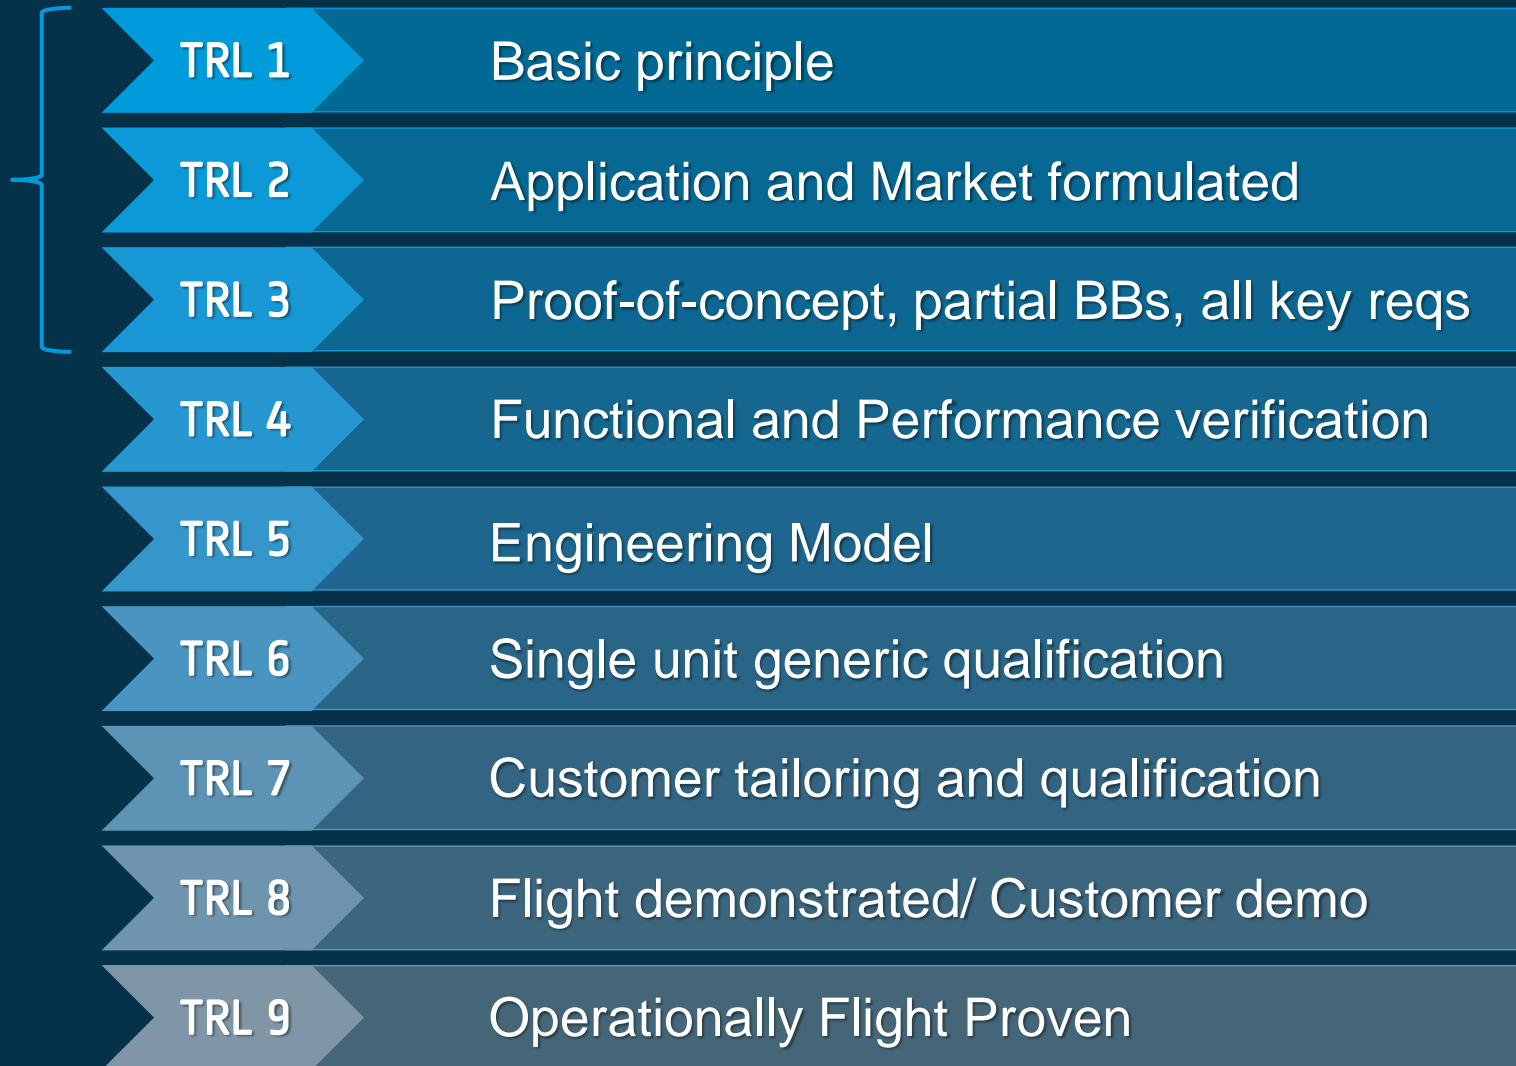 TRL 1 Basic principle
TRL 2 Application and Market formulated
TRL 3 Proof-of-concept, partial BBs, all key reqs
TRL 4 Functional and Performance verification
TRL 5 Engineering Model
TRL 6 Single unit generic qualification
TRL 7 Customer tailoring and qualification
TRL 8 Flight demonstrated/ Customer demo
TRL 9 Operationally Flight Proven